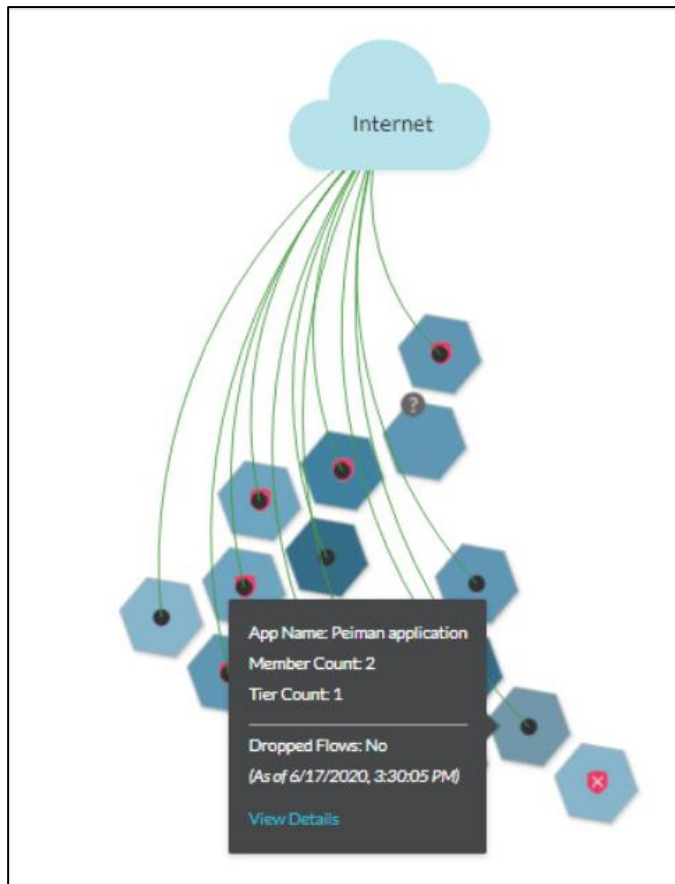 Internet
?
App Name: Peiman application
Member Count: 2
Tier Count: 1
Dropped Flows: No
(As of 6/17/2020, 3:30:05 PM)
View Details